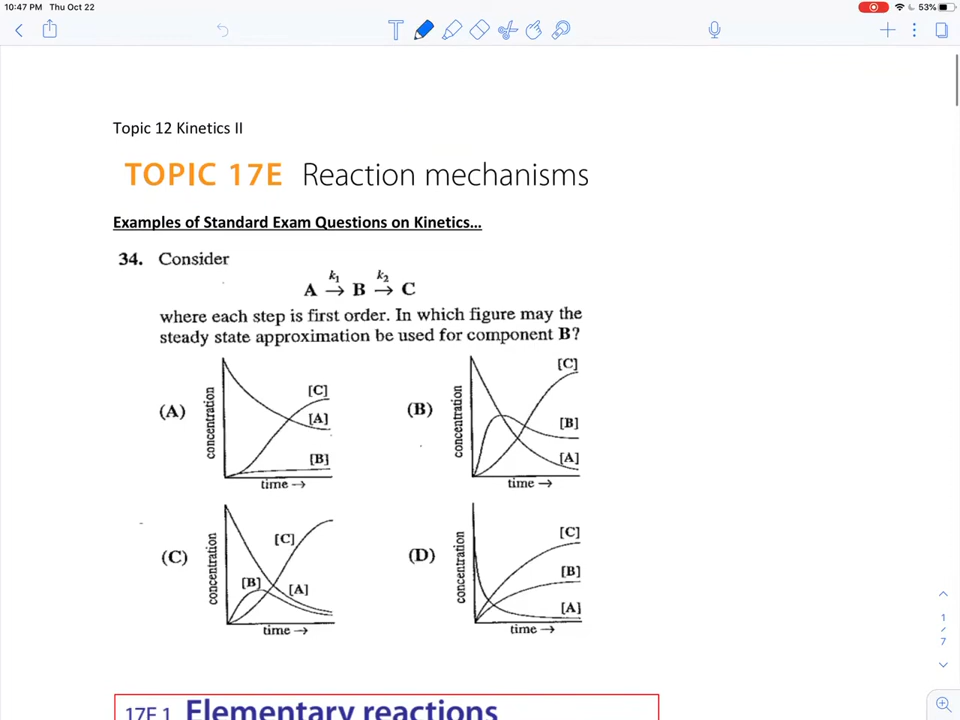 10:47 PM Thu Oct 22
53%
Topic 12 Kinetics II
TOPIC 17E Reaction mechanisms
Examples of Standard Exam Questions on Kinetics…
34. Consider
k₁ k₂
A → B → C
where each step is first order. In which figure may the
steady state approximation be used for component B?
(A) concentration [C] [A] [B] time →
(B) concentration [C] [B] [A] time →
(C) concentration [C] [B] [A] time →
(D) concentration [C] [B] [A] time →
1
/
7
17E.1 Elementary reactions